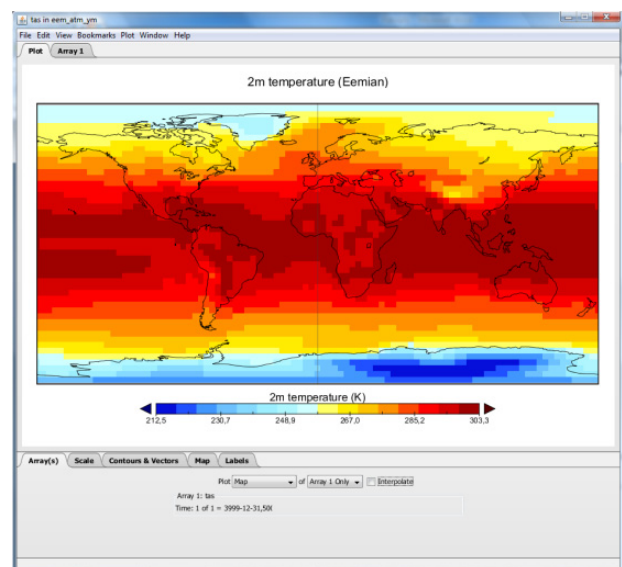 tas in eem_atm_ym
File Edit View Bookmarks Plot Window Help
Plot Array 1
2m temperature (Eemian)
2m temperature (K)
212,5 230,7 248,9 267,0 285,2 303,3
Array(s) Scale Contours & Vectors Map Labels
Plot Map of Array 1 Only Interpolate
Array 1: tas
Time: 1 of 1 = 3999-12-31,50X